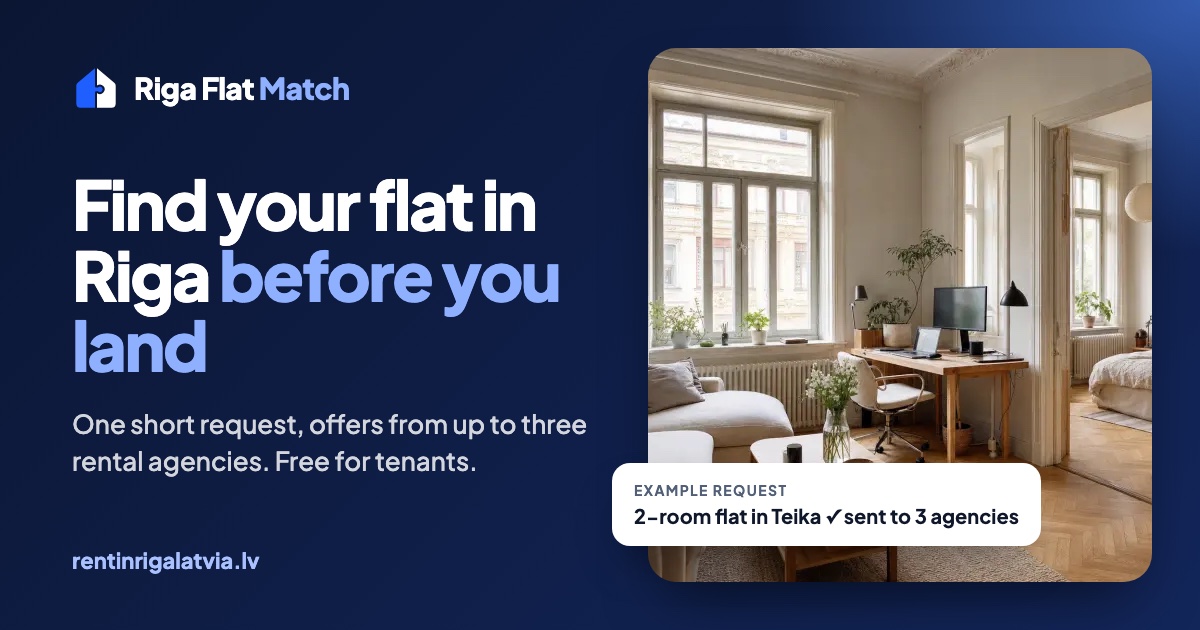 Riga Flat Match
Find your flat in
Riga before you
land
One short request, offers from up to three
rental agencies. Free for tenants.
EXAMPLE REQUEST
2-room flat in Teika ✓ sent to 3 agencies
rentinrigalatvia.lv